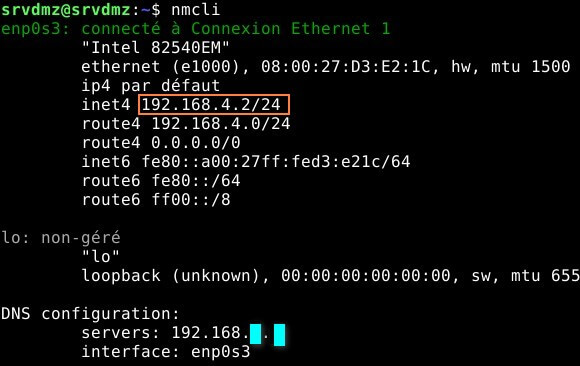 srvdmz@srvdmz:~$ nmcli
enp0s3: connecté à Connexion Ethernet 1
"Intel 82540EM"
ethernet (e1000), 08:00:27:D3:E2:1C, hw, mtu 1500
ip4 par défaut
inet4 192.168.4.2/24
route4 192.168.4.0/24
route4 0.0.0.0/0
inet6 fe80::a00:27ff:fed3:e21c/64
route6 fe80::/64
route6 ff00::/8
lo: non-géré
"lo"
loopback (unknown), 00:00:00:00:00:00, sw, mtu 655
DNS configuration:
servers: 192.168. .
interface: enp0s3